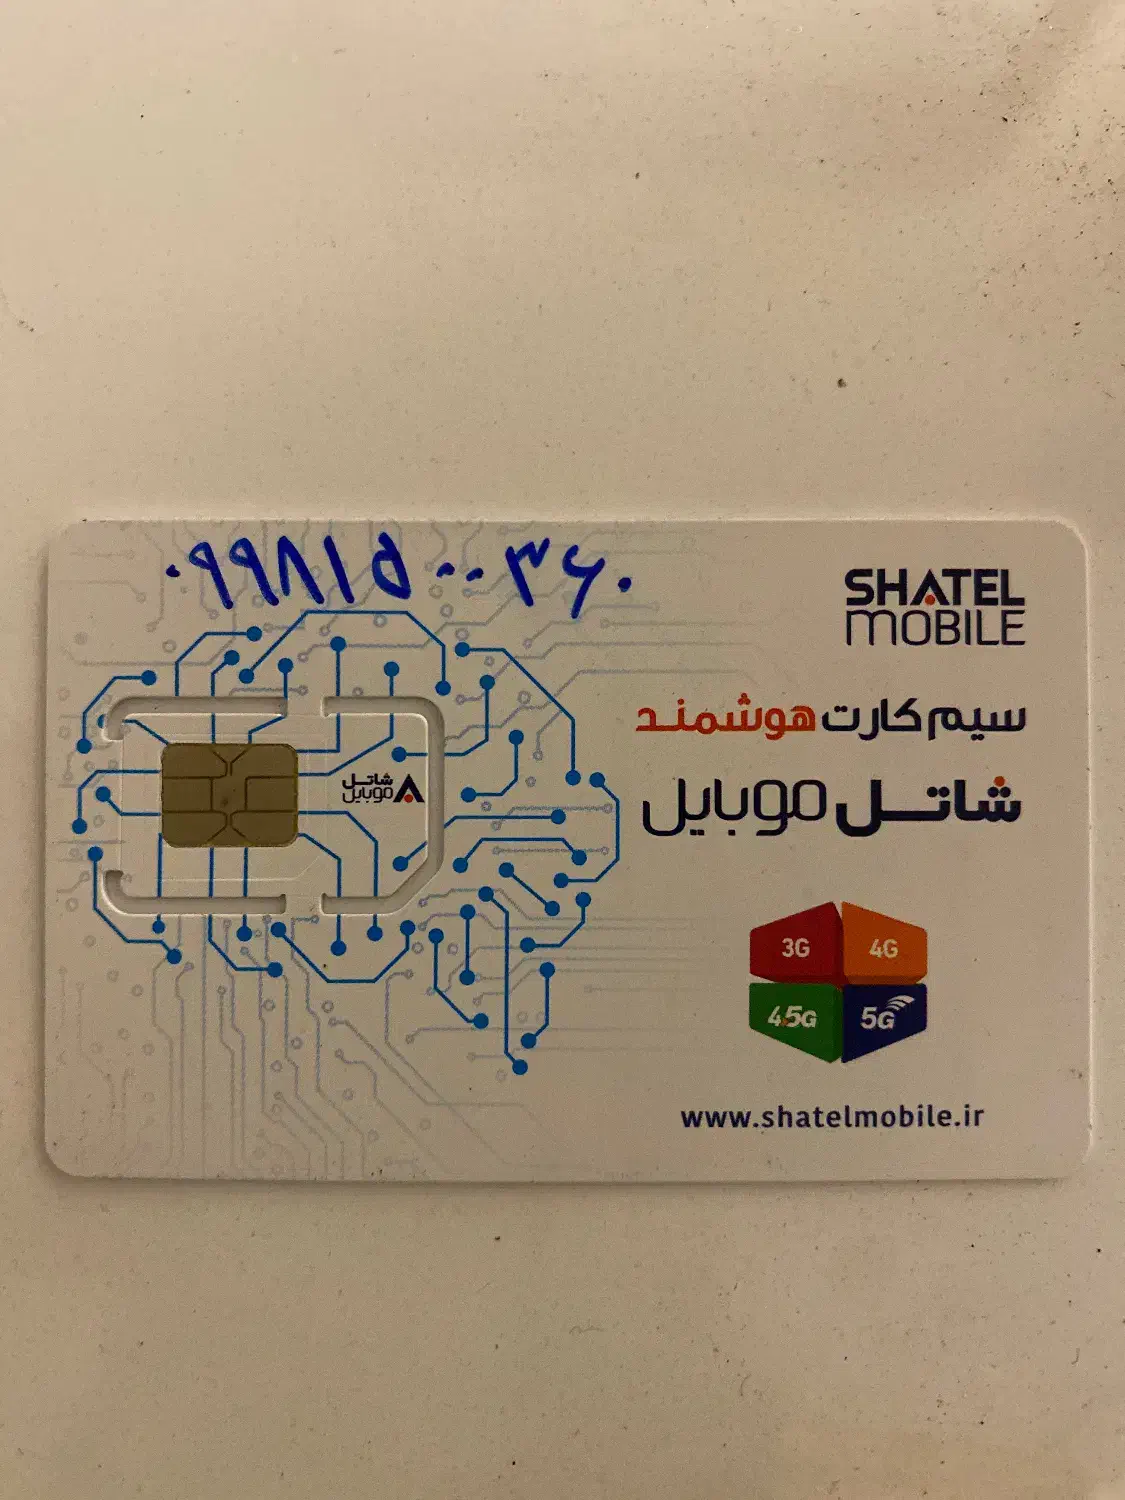 ۰۹۹۸۱۵۰۰۳۶۰
SHATEL
MOBILE
سیم‌کارت هوشمند
شاتل موبایل
شاتل
موبایل
3G 4G
4.5G 5G
www.shatelmobile.ir